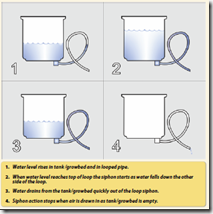 1
2
3
4
1. Water level rises in tank/growbed and in looped pipe.
2. When water level reaches top of loop the siphon starts as water falls down the other
side of the loop.
3. Water drains from the tank/growbed quickly out of the loop siphon.
4. Siphon action stops when air is drawn in as tank/growbed is empty.